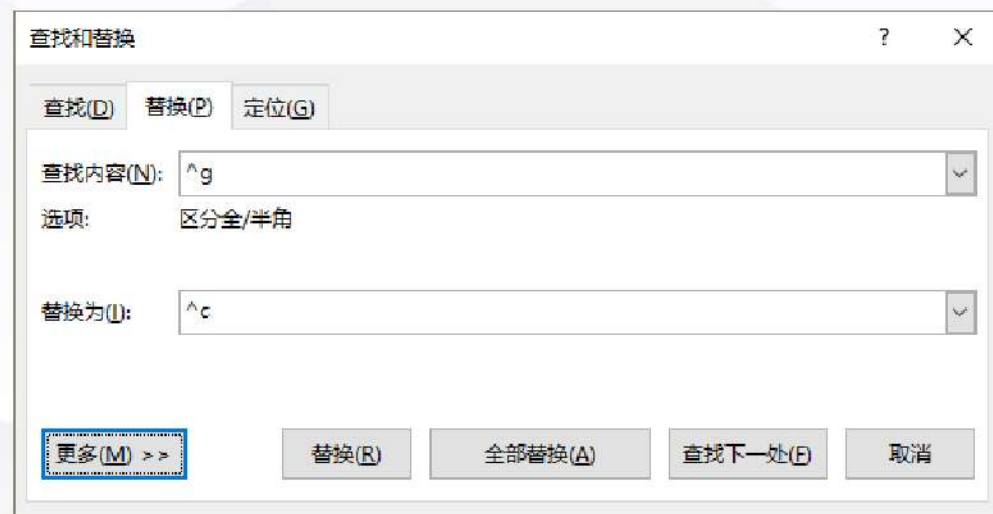 查找和替换 ?
查找(D) 替换(P) 定位(G)
查找内容(N): ^g
选项: 区分全/半角
替换为(I): ^c
更多(M) >> 替换(R) 全部替换(A) 查找下一处(F) 取消